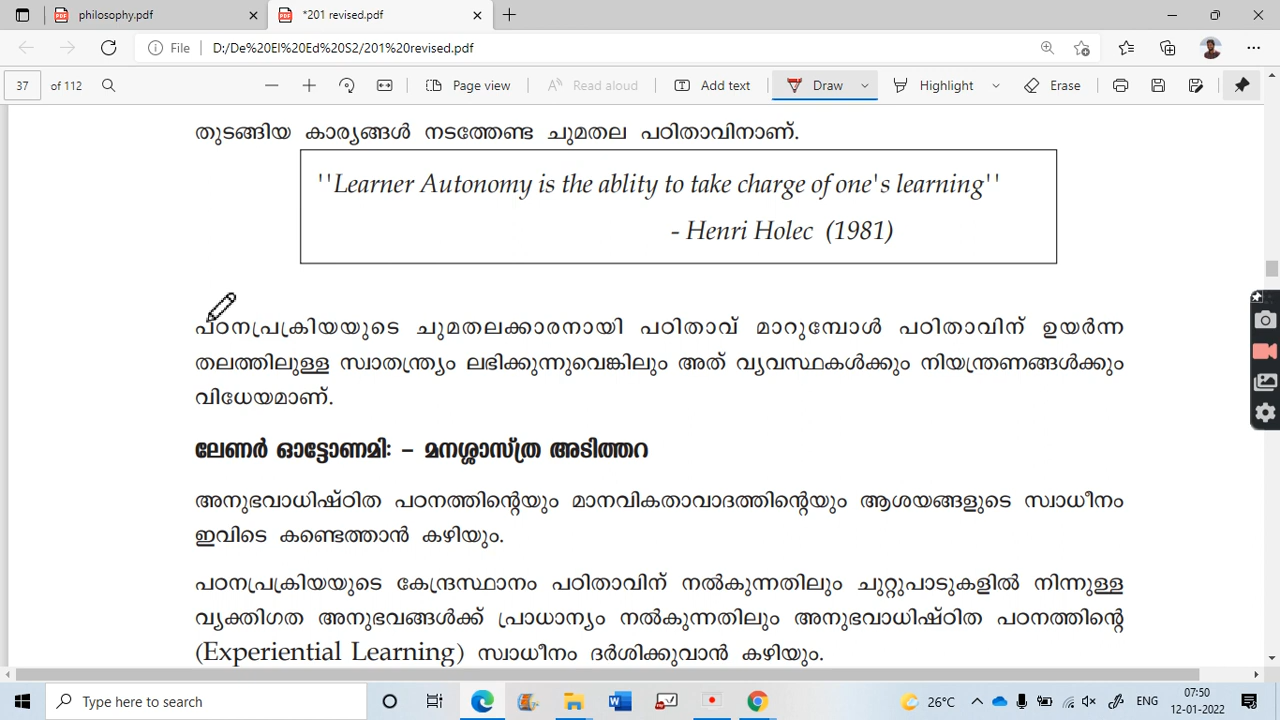 philosophy.pdf
*201 revised.pdf
File
D:/De%20El%20Ed%20S2/201%20revised.pdf
37 of 112
Page view
Read aloud
Add text
Draw
Highlight
Erase
തുടങ്ങിയ കാര്യങ്ങൾ നടത്തേണ്ട ചുമതല പഠിതാവിനാണ്.
''Learner Autonomy is the ablity to take charge of one's learning''
- Henri Holec (1981)
പഠനപ്രക്രിയയുടെ ചുമതലക്കാരനായി പഠിതാവ് മാറുമ്പോൾ പഠിതാവിന് ഉയർന്ന
തലത്തിലുള്ള സ്വാതന്ത്ര്യം ലഭിക്കുന്നുവെങ്കിലും അത് വ്യവസ്ഥകൾക്കും നിയന്ത്രണങ്ങൾക്കും
വിധേയമാണ്.
ലേണർ ഓട്ടോണമി: – മനശ്ശാസ്ത്ര അടിത്തറ
അനുഭവാധിഷ്ഠിത പഠനത്തിന്റെയും മാനവികതാവാദത്തിന്റെയും ആശയങ്ങളുടെ സ്വാധീനം
ഇവിടെ കണ്ടെത്താൻ കഴിയും.
പഠനപ്രക്രിയയുടെ കേന്ദ്രസ്ഥാനം പഠിതാവിന് നൽകുന്നതിലും ചുറ്റുപാടുകളിൽ നിന്നുള്ള
വ്യക്തിഗത അനുഭവങ്ങൾക്ക് പ്രാധാന്യം നൽകുന്നതിലും അനുഭവാധിഷ്ഠിത പഠനത്തിന്റെ
(Experiential Learning) സ്വാധീനം ദർശിക്കുവാൻ കഴിയും.
Type here to search
26°C
ENG
07:50
12-01-2022